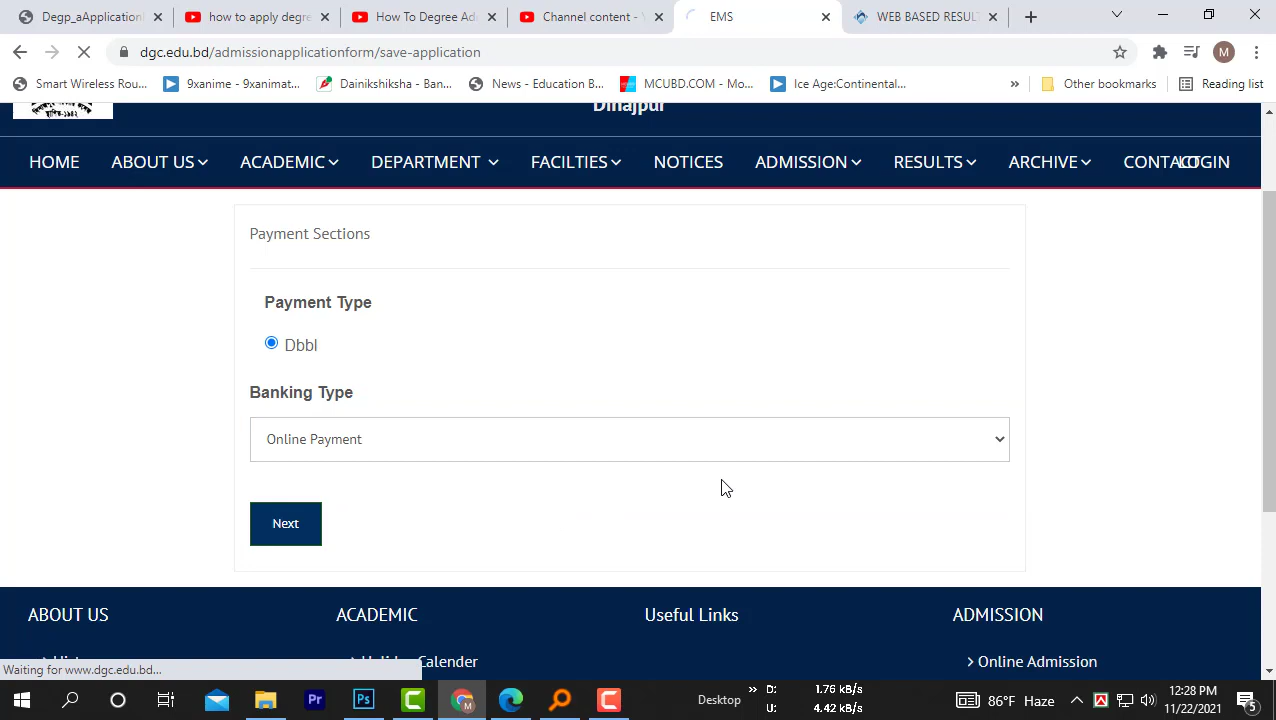 Degp_aApplication
how to apply degre
How To Degree Ad
Channel content - Y
EMS
WEB BASED RESUL
dgc.edu.bd/admissionapplicationform/save-application
M
Smart Wireless Rou...
9xanime - 9xanimat...
Dainikshiksha - Ban...
News - Education B...
MCUBD.COM - Mo...
Ice Age:Continental...
»
Other bookmarks
Reading list
Dinajpur
HOME
ABOUT US
ACADEMIC
DEPARTMENT
FACILTIES
NOTICES
ADMISSION
RESULTS
ARCHIVE
CONTACT
LOGIN
Payment Sections
Payment Type
Dbbl
Banking Type
Online Payment
Next
ABOUT US
ACADEMIC
Useful Links
ADMISSION
Calender
Online Admission
Waiting for www.dgc.edu.bd...
Pr
Ps
Desktop
»
D: 1.76 kB/s
U: 4.42 kB/s
86°F Haze
12:28 PM
11/22/2021
5